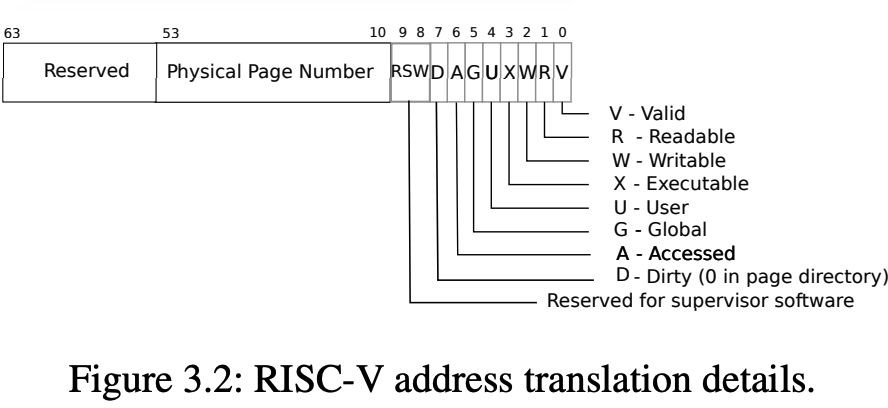 63 53 10 9 8 7 6 5 4 3 2 1 0
Reserved Physical Page Number RSW D A G U X W R V
V - Valid
R - Readable
W - Writable
X - Executable
U - User
G - Global
A - Accessed
D - Dirty (0 in page directory)
Reserved for supervisor software
Figure 3.2: RISC-V address translation details.